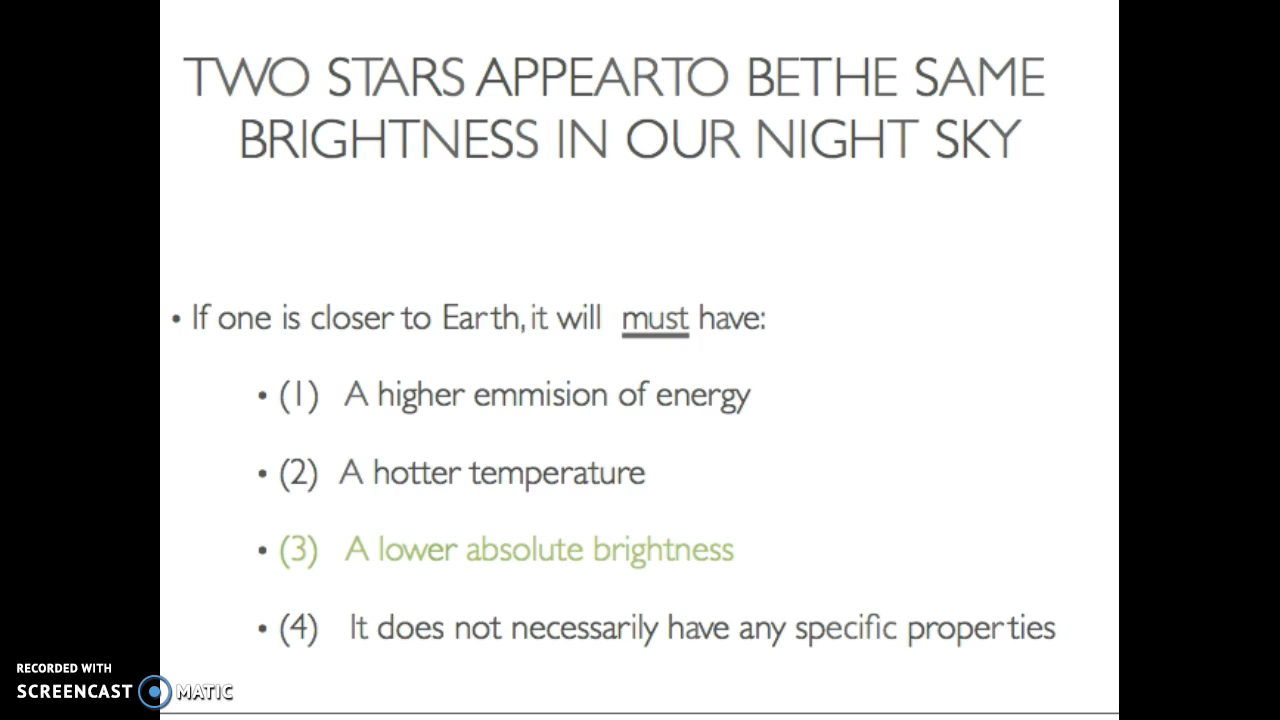 TWO STARS APPEARTO BETHE SAME
BRIGHTNESS IN OUR NIGHT SKY
• If one is closer to Earth, it will must have:
• (1) A higher emmision of energy
• (2) A hotter temperature
• (3) A lower absolute brightness
• (4) It does not necessarily have any specific properties
RECORDED WITH
SCREENCAST MATIC